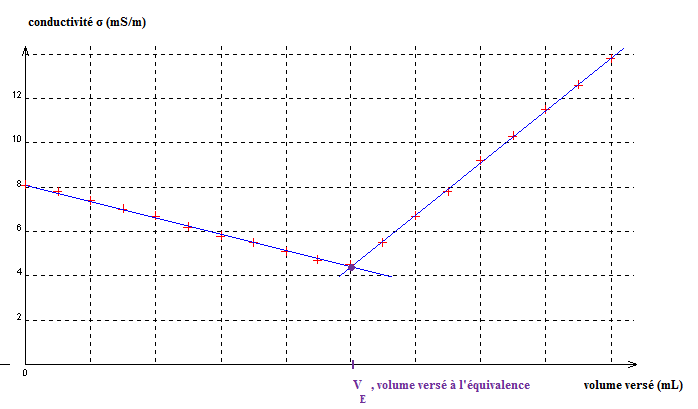 conductivité σ (mS/m)
12
10
8
6
4
2
0
V
E
, volume versé à l'équivalence
volume versé (mL)